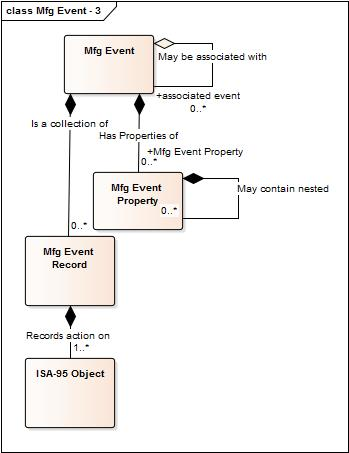 class Mfg Event - 3
Mfg Event
May be associated with
+associated event
0..*
Is a collection of
Has Properties of
+Mfg Event Property
0..*
Mfg Event
Property
0..*
May contain nested
0..*
Mfg Event
Record
Records action on
1..*
ISA-95 Object